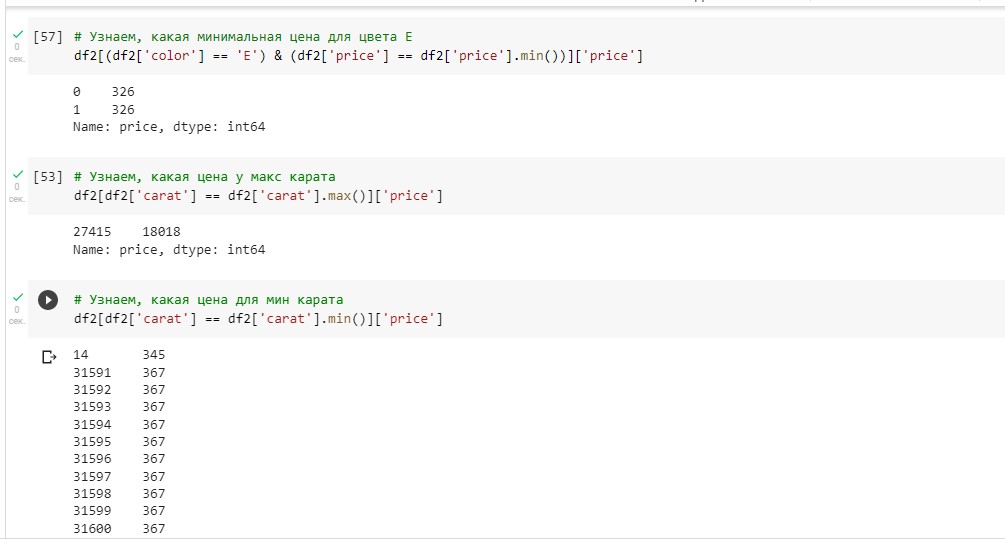 [57] # Узнаем, какая минимальная цена для цвета E
0
сек.
df2[(df2['color'] == 'E') & (df2['price'] == df2['price'].min())]['price']
0    326
1    326
Name: price, dtype: int64
[53] # Узнаем, какая цена у макс карата
0
сек.
df2[df2['carat'] == df2['carat'].max()]['price']
27415    18018
Name: price, dtype: int64
# Узнаем, какая цена для мин карата
0
сек.
df2[df2['carat'] == df2['carat'].min()]['price']
14       345
31591    367
31592    367
31593    367
31594    367
31595    367
31596    367
31597    367
31598    367
31599    367
31600    367